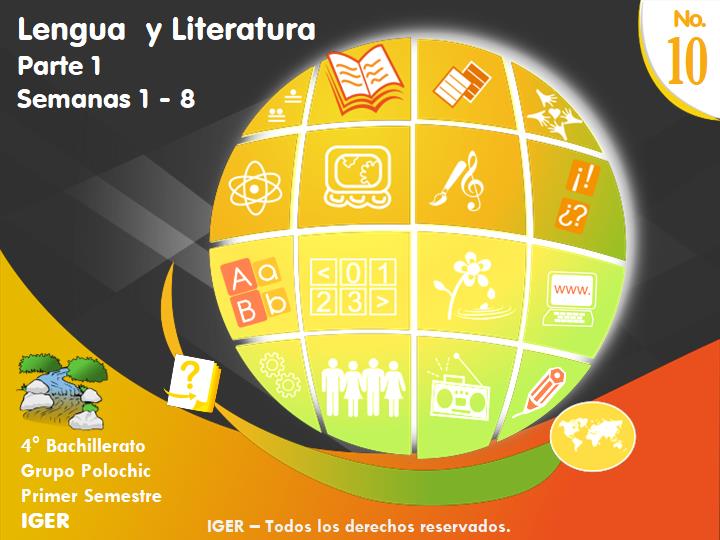 Lengua y Literatura
Parte 1
Semanas 1 - 8
No.
10
¡!
¿?
A a
B b
< 0 1
2 3 >
www.
?
4° Bachillerato
Grupo Polochic
Primer Semestre
IGER
IGER – Todos los derechos reservados.